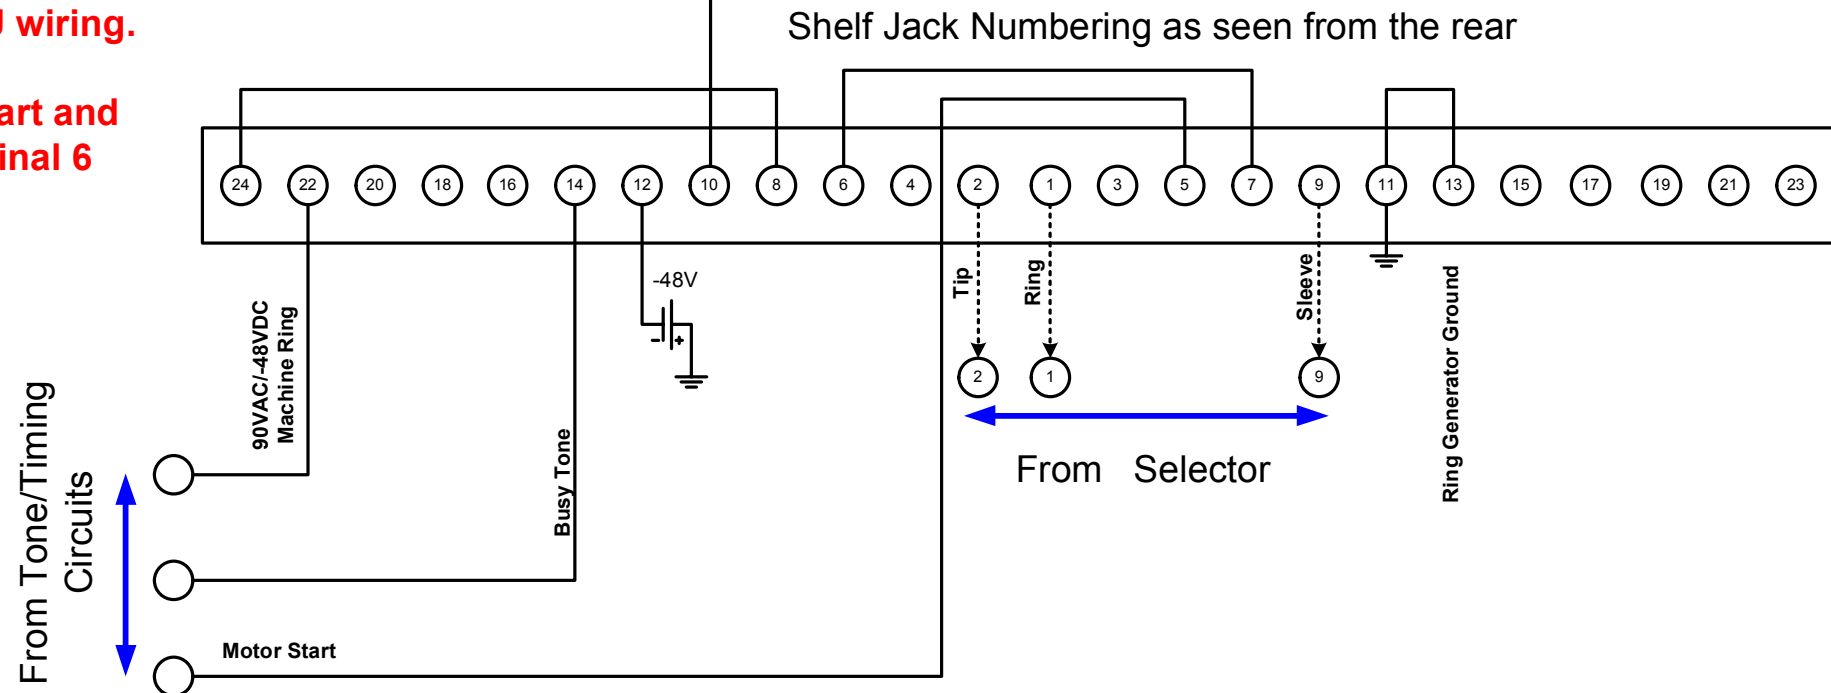 wiring.
Shelf Jack Numbering as seen from the rear
art and
inal 6
24 22 20 18 16 14 12 10 8 6 4 2 1 3 5 7 9 11 13 15 17 19 21 23
-48V
- +
90VAC/-48VDC
Machine Ring
Busy Tone
Tip
Ring
Sleeve
Ring Generator Ground
2 1 9
From Selector
From Tone/Timing
Circuits
Motor Start